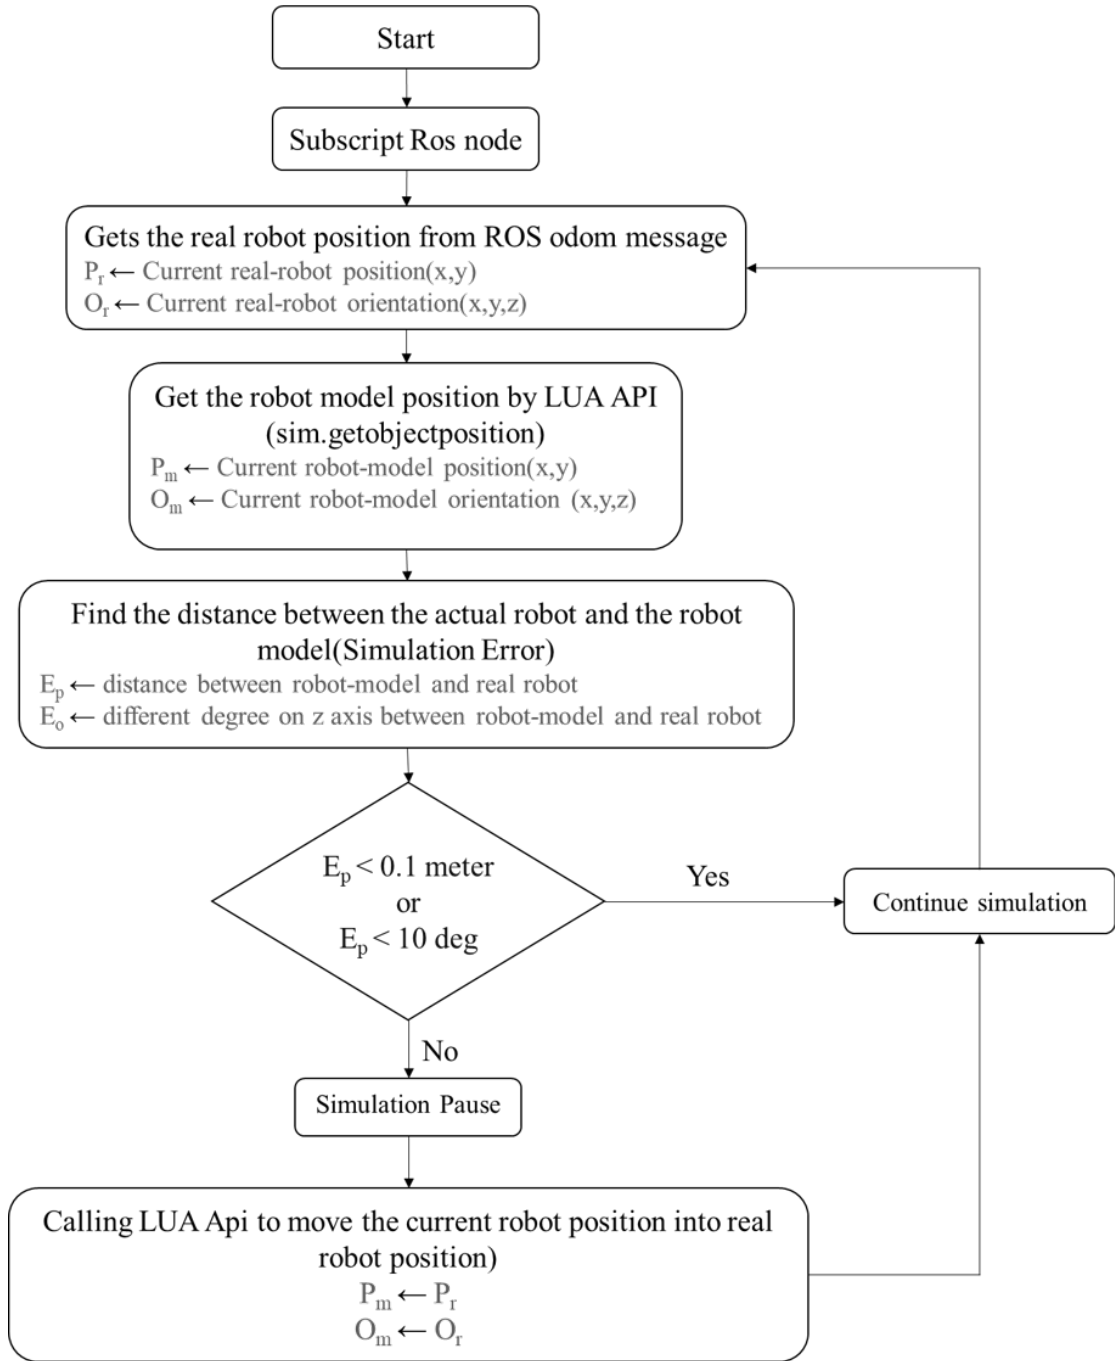 Start
Subscript Ros node
Gets the real robot position from ROS odom message
Pr ← Current real-robot position(x,y)
Or ← Current real-robot orientation(x,y,z)
Get the robot model position by LUA API
(sim.getobjectposition)
Pm ← Current robot-model position(x,y)
Om ← Current robot-model orientation (x,y,z)
Find the distance between the actual robot and the robot
model(Simulation Error)
Ep ← distance between robot-model and real robot
Eo ← different degree on z axis between robot-model and real robot
Ep < 0.1 meter
or
Ep < 10 deg
Yes
Continue simulation
No
Simulation Pause
Calling LUA Api to move the current robot position into real
robot position)
Pm ← Pr
Om ← Or